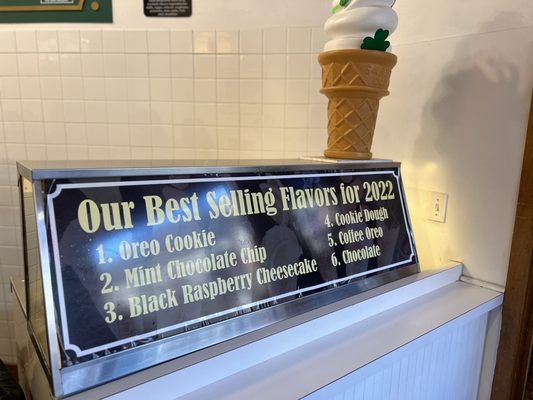 Our Best Selling Flavors for 2022
1. Oreo Cookie
2. Mint Chocolate Chip
3. Black Raspberry Cheesecake
4. Cookie Dough
5. Coffee Oreo
6. Chocolate